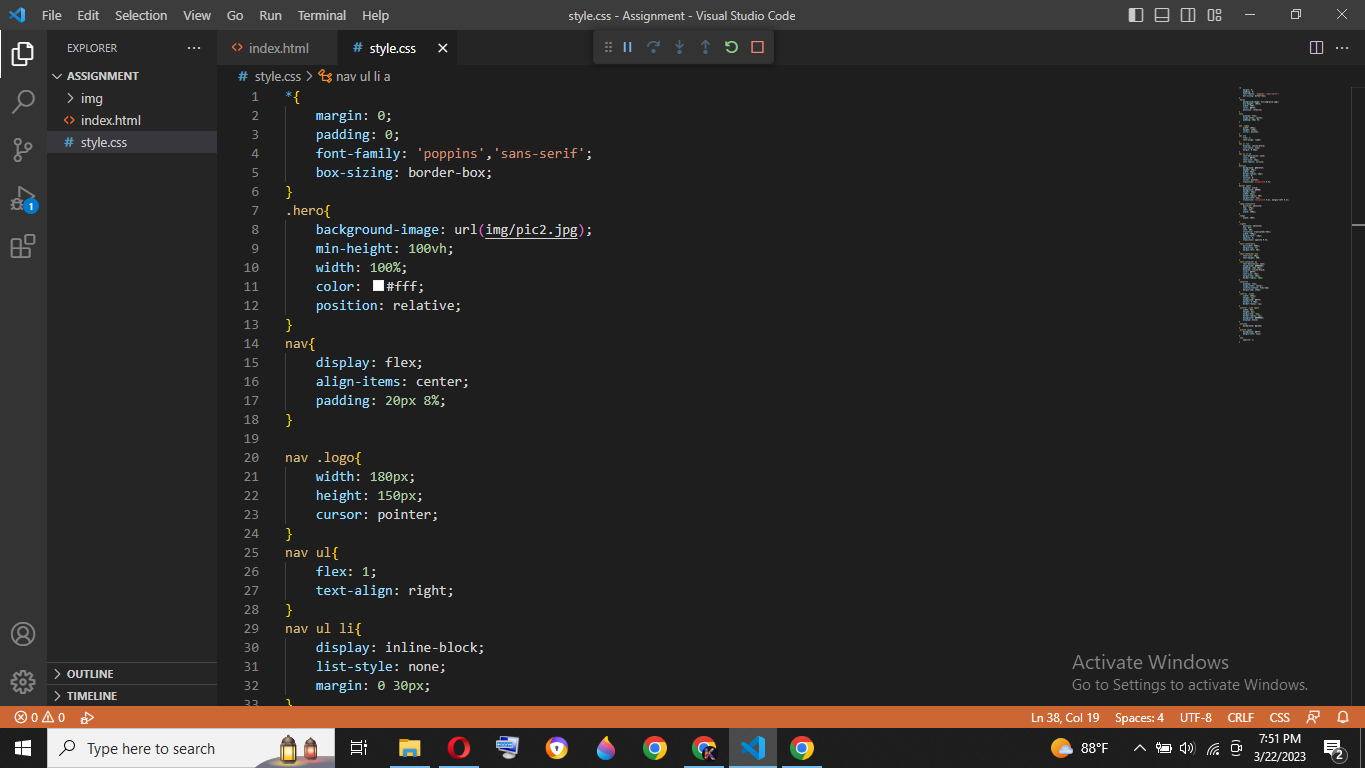 File Edit Selection View Go Run Terminal Help
style.css - Assignment - Visual Studio Code
EXPLORER
index.html
# style.css
ASSIGNMENT
img
index.html
# style.css
# style.css > nav ul li a
1 *{
2 margin: 0;
3 padding: 0;
4 font-family: 'poppins','sans-serif';
5 box-sizing: border-box;
6 }
7 .hero{
8 background-image: url(img/pic2.jpg);
9 min-height: 100vh;
10 width: 100%;
11 color: #fff;
12 position: relative;
13 }
14 nav{
15 display: flex;
16 align-items: center;
17 padding: 20px 8%;
18 }
19
20 nav .logo{
21 width: 180px;
22 height: 150px;
23 cursor: pointer;
24 }
25 nav ul{
26 flex: 1;
27 text-align: right;
28 }
29 nav ul li{
30 display: inline-block;
31 list-style: none;
32 margin: 0 30px;
33 }
1
OUTLINE
TIMELINE
Activate Windows
Go to Settings to activate Windows.
0 0
Ln 38, Col 19 Spaces: 4 UTF-8 CRLF CSS
Type here to search
K
88°F
7:51 PM
3/22/2023
2